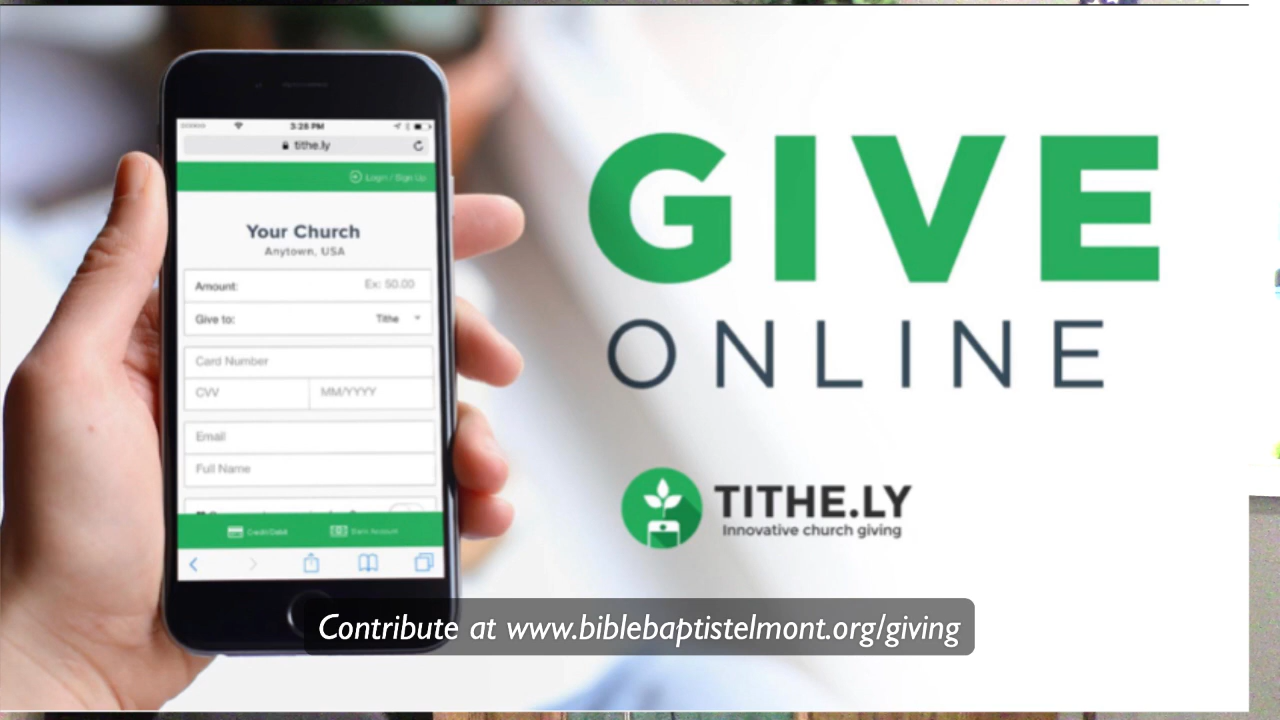 3:28 PM
tithe.ly
Login / Sign Up
Your Church
Anytown, USA
Amount:
Ex: 50.00
Give to:
Tithe
Card Number
CVV
MM/YYYY
Email
Full Name
Credit/Debit
Bank Account
GIVE
ONLINE
TITHE.LY
Innovative church giving
Contribute at www.biblebaptistelmont.org/giving